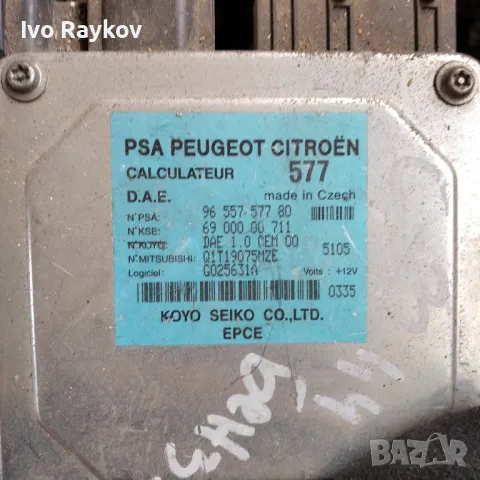 Ivo Raykov
PSA PEUGEOT CITROËN
CALCULATEUR 577
D.A.E. made in Czech
N°PSA: 96 557 577 80
N°KSE: 69 000 00 711
N°KOYO: DAE 1.0 CEM 00 5105
N°MITSUBISHI: Q1T19075MZE
Logiciel: G025631A Volts : +12V
0335
KOYO SEIKO CO.,LTD.
EPCE
BAZAR